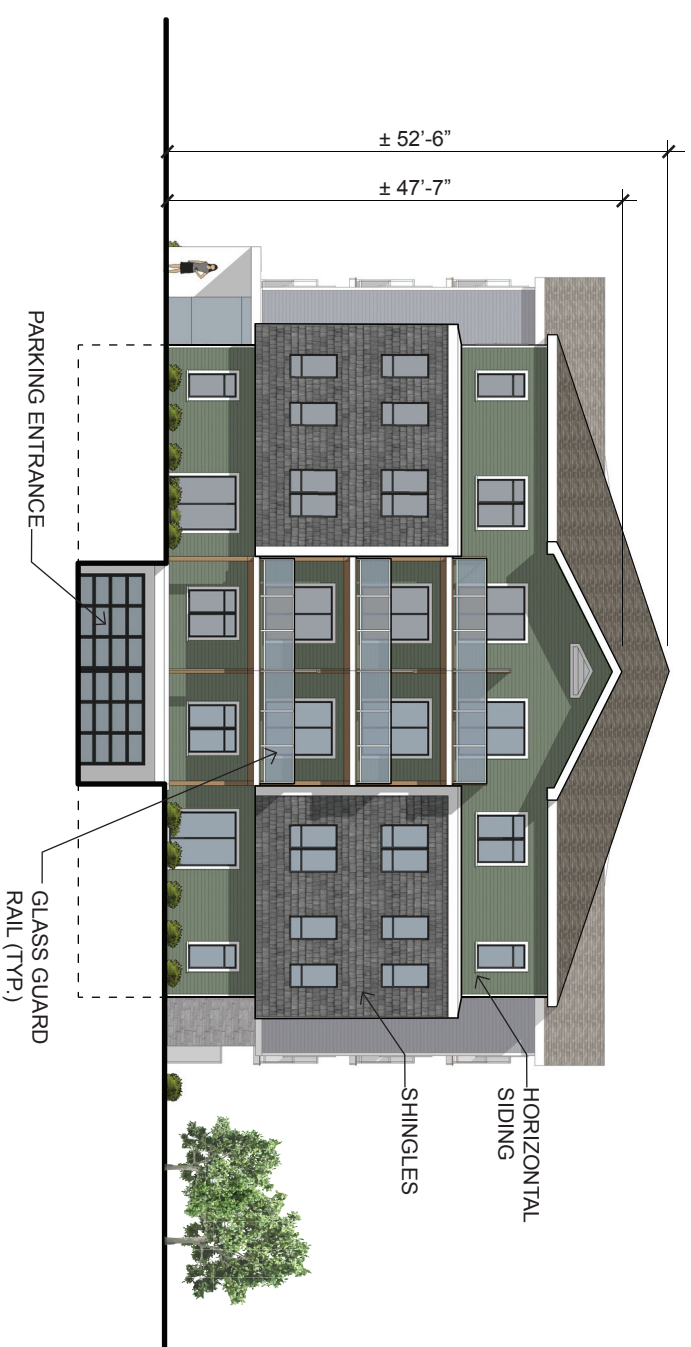 ± 52’-6”
± 47’-7”
PARKING ENTRANCE
GLASS GUARD
RAIL (TYP.)
SHINGLES
HORIZONTAL
SIDING